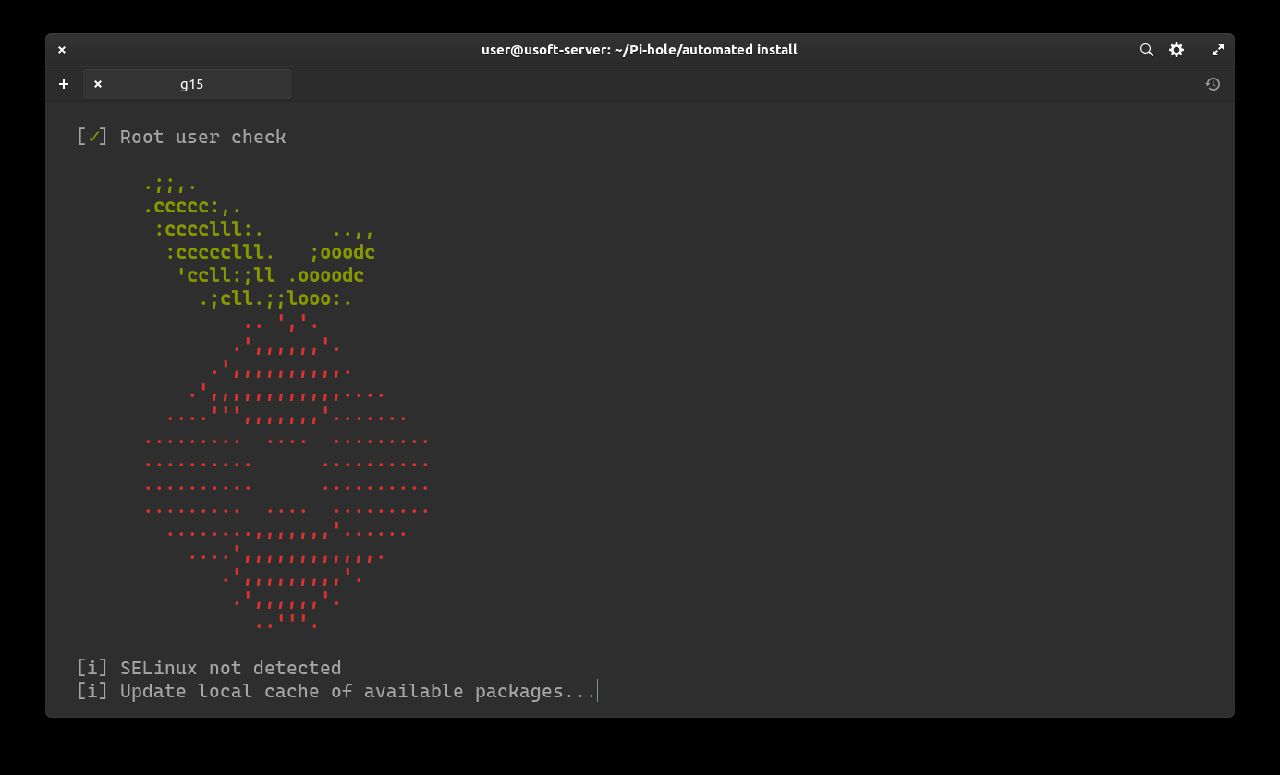 user@usoft-server: ~/Pi-hole/automated install
g15
[✓] Root user check
.;;,.
.ccccc:,.
:cccclll:.      ..,,
:ccccclll.   ;ooodc
'ccll:;ll .oooodc
.;cll.;;looo:.
.. ','.
.',,,,,,'.
.',,,,,,,,,,.
.',,,,,,,,,,,,....
....''',,,,,,,'.......
.........  ....  .........
..........      ..........
..........      ..........
.........  ....  .........
........,,,,,,,'......
....',,,,,,,,,,,,.
.',,,,,,,,,'.
.',,,,,,'.
..'''.
[i] SELinux not detected
[i] Update local cache of available packages...